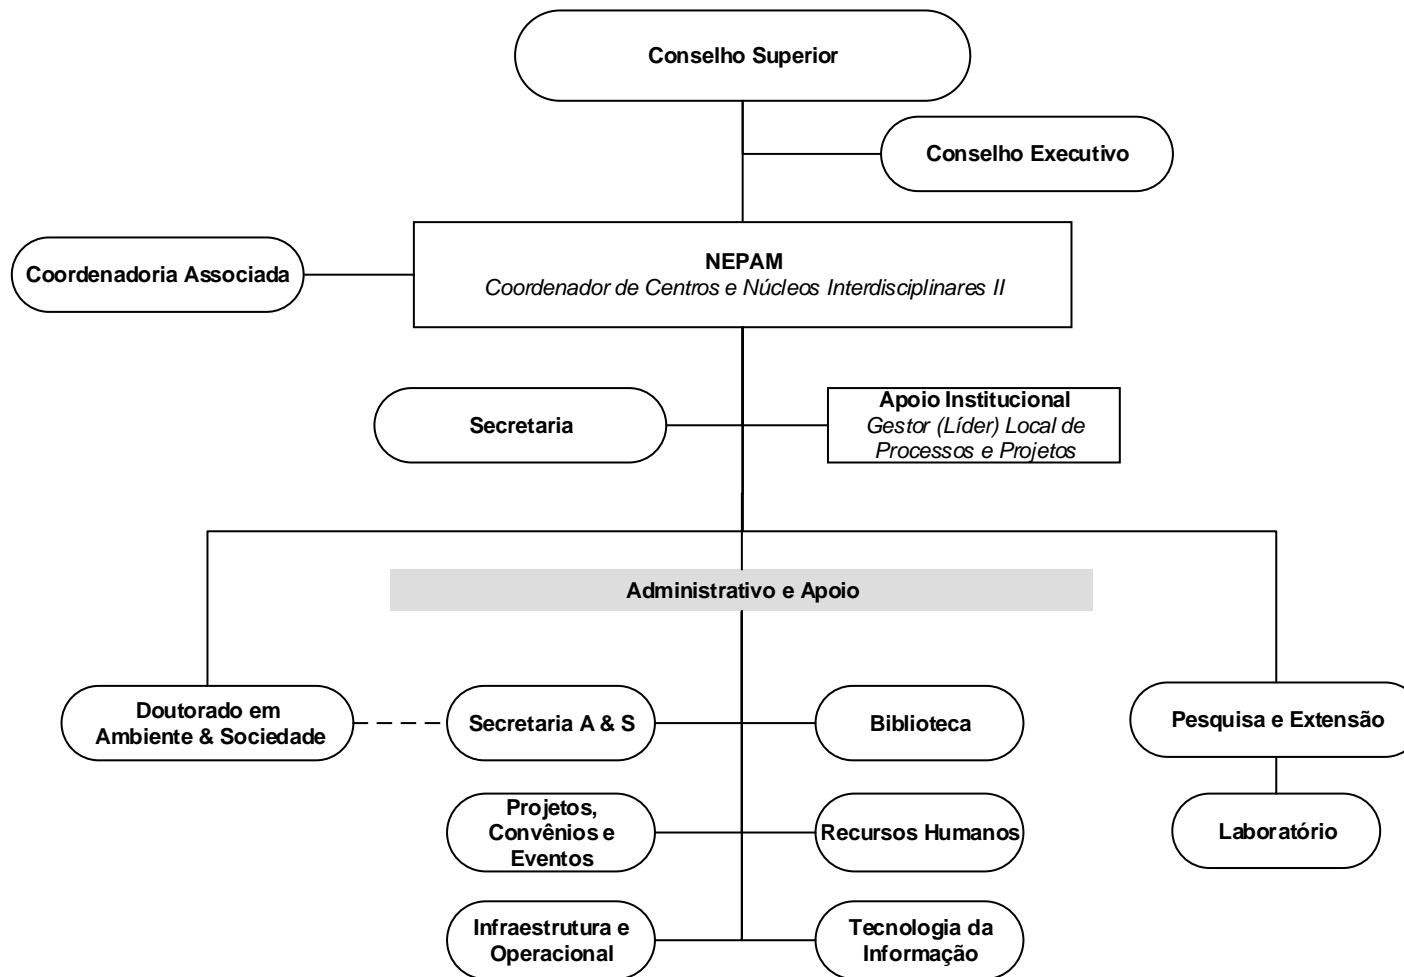 Conselho Superior
Conselho Executivo
Coordenadoria Associada
NEPAM
Coordenador de Centros e Núcleos Interdisciplinares II
Secretaria
Apoio Institucional
Gestor (Líder) Local de
Processos e Projetos
Administrativo e Apoio
Doutorado em
Ambiente & Sociedade
Secretaria A & S
Biblioteca
Pesquisa e Extensão
Projetos,
Convênios e
Eventos
Recursos Humanos
Laboratório
Infraestrutura e
Operacional
Tecnologia da
Informação